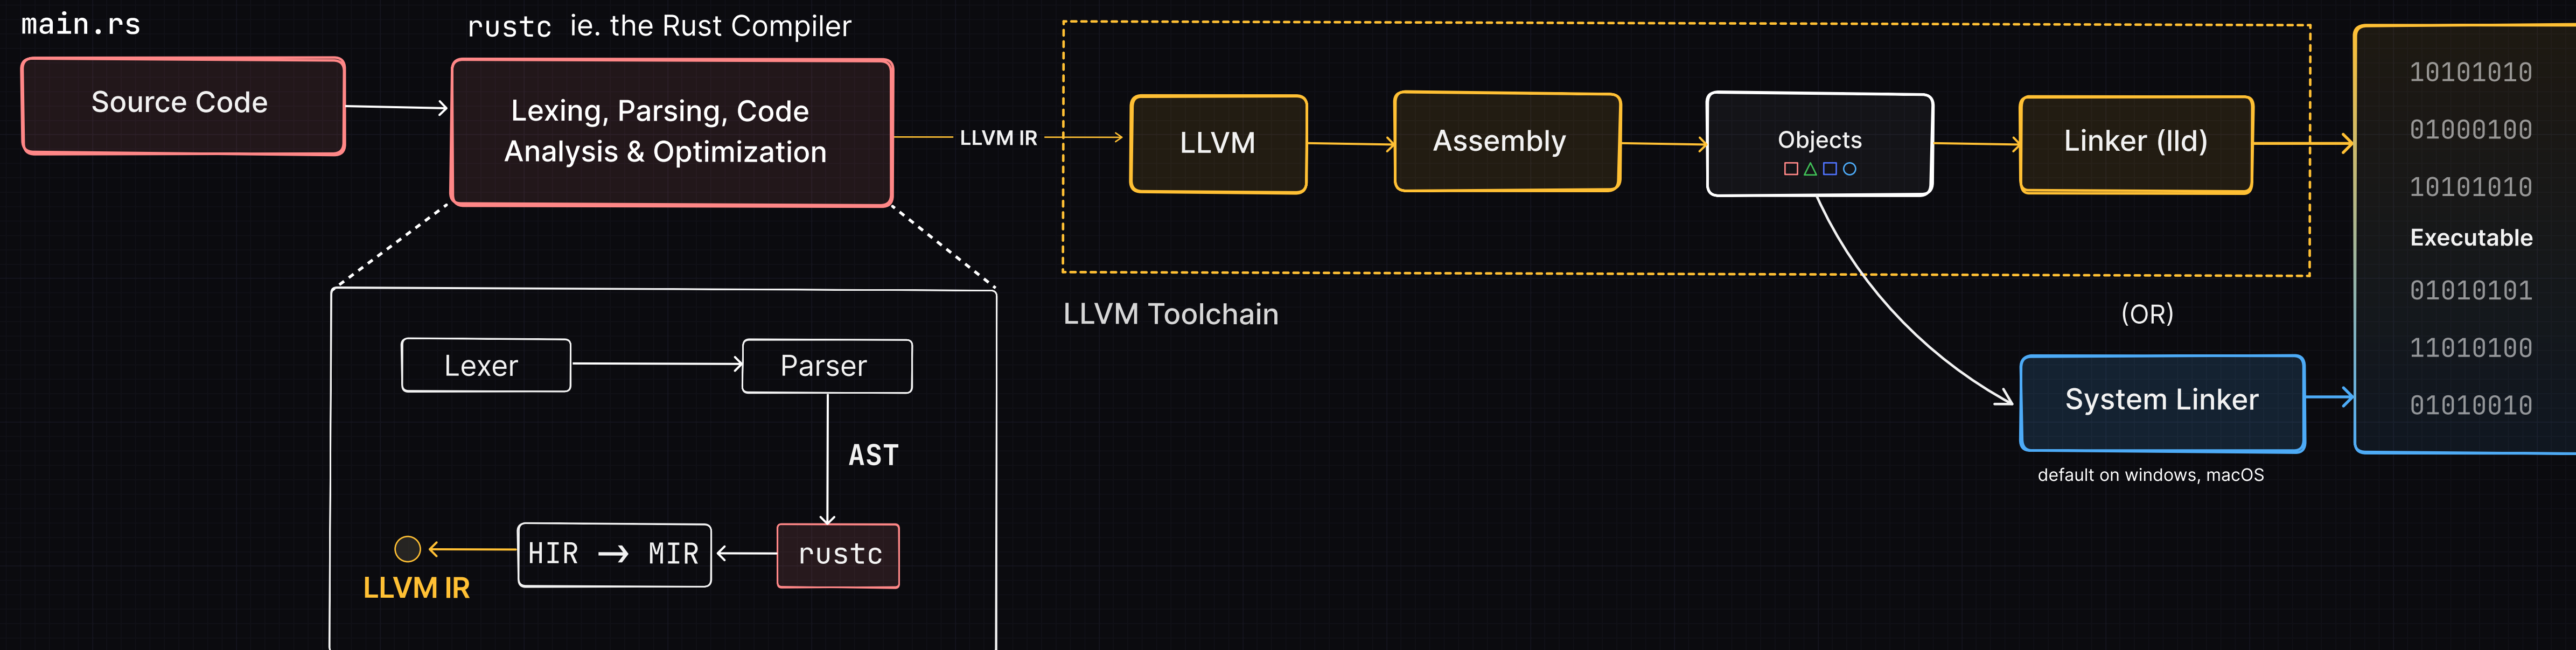 main.rs
Source Code
rustc ie. the Rust Compiler
Lexing, Parsing, Code
Analysis & Optimization
LLVM IR
LLVM
Assembly
Objects
Linker (lld)
LLVM Toolchain
(OR)
System Linker
default on windows, macOS
10101010
01000100
10101010
Executable
01010101
11010100
01010010
Lexer
Parser
AST
rustc
HIR → MIR
LLVM IR